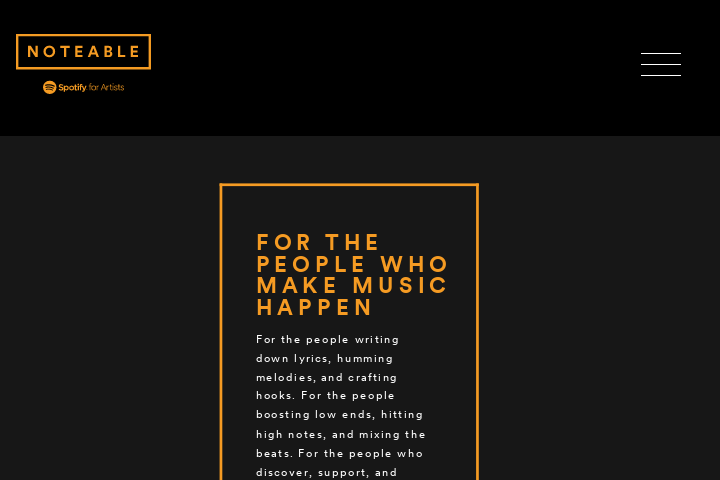 NOTEABLE
Spotify for Artists
FOR THE
PEOPLE WHO
MAKE MUSIC
HAPPEN
For the people writing
down lyrics, humming
melodies, and crafting
hooks. For the people
boosting low ends, hitting
high notes, and mixing the
beats. For the people who
discover, support, and